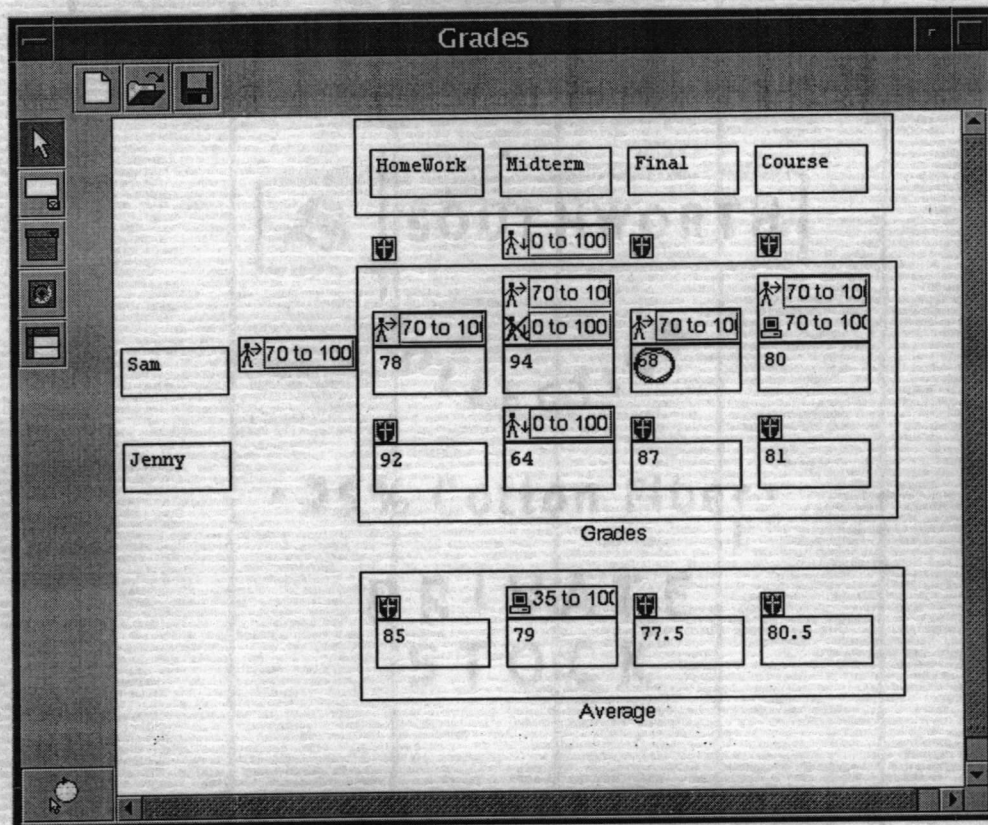 Grades
HomeWork Midterm Final Course
0 to 100
70 to 10 70 to 10
70 to 10 0 to 100 70 to 10 70 to 100
Sam 70 to 100 78 94 68 80
0 to 100
Jenny 92 64 87 81
Grades
35 to 100
85 79 77.5 80.5
Average